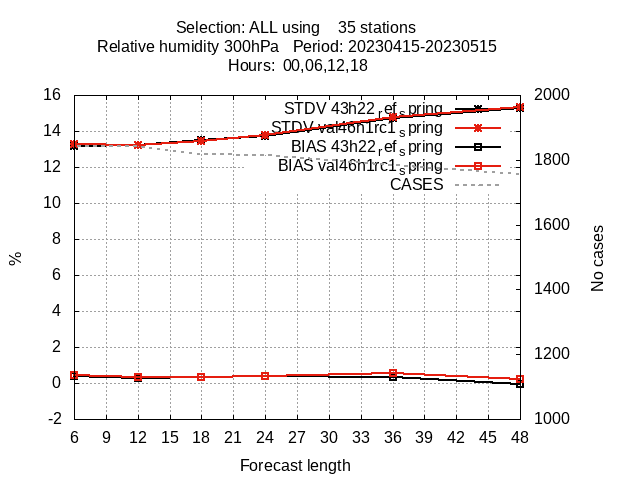 Selection: ALL using    35 stations
Relative humidity 300hPa   Period: 20230415-20230515
Hours: 00,06,12,18
STDV 43h22_ref_spring
STDV val46h1rc1_spring
BIAS 43h22_ref_spring
BIAS val46h1rc1_spring
CASES
16
14
12
10
8
6
4
2
0
-2
%
2000
1800
1600
1400
1200
1000
No cases
6 9 12 15 18 21 24 27 30 33 36 39 42 45 48
Forecast length